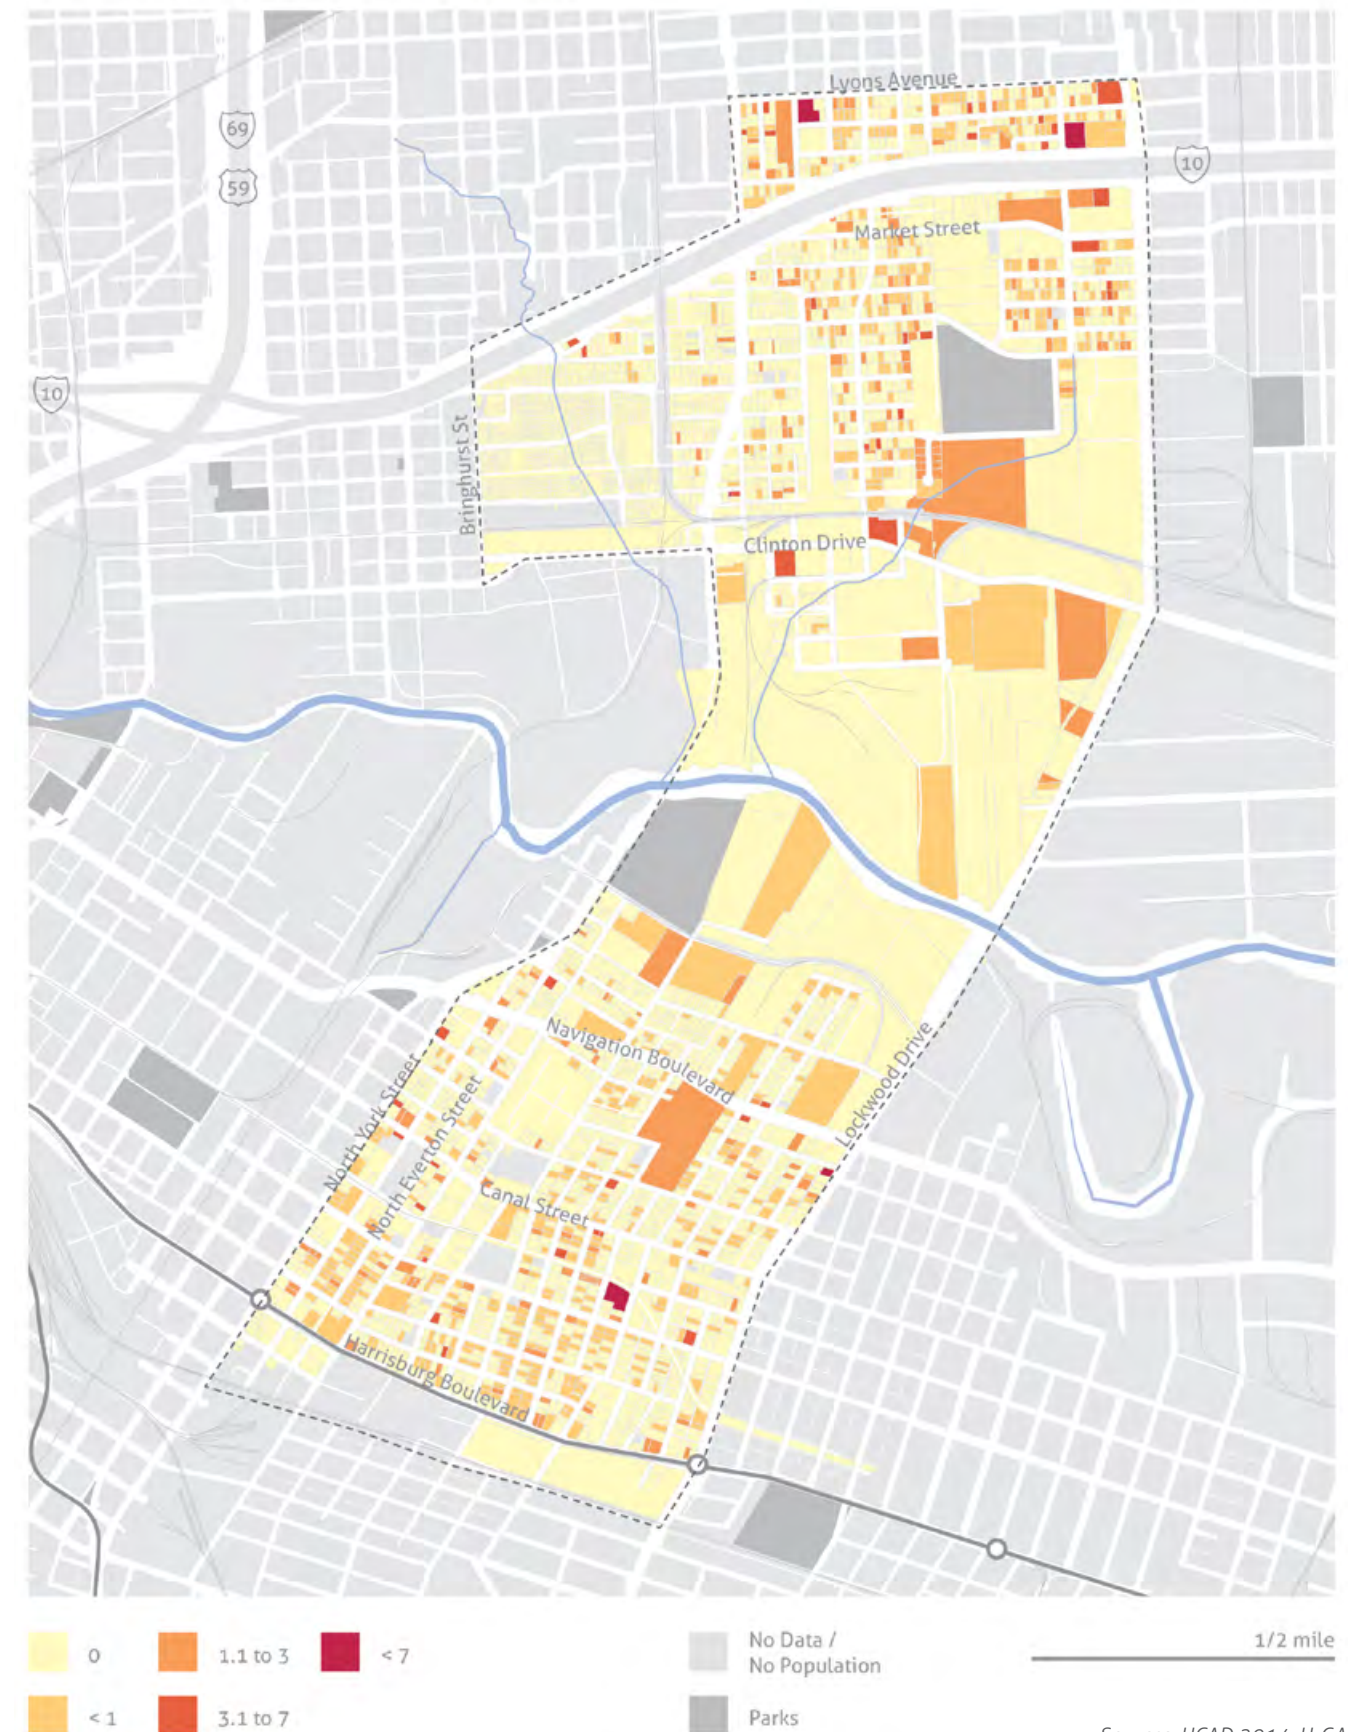 Lyons Avenue
69
59
10
Market Street
10
Bringhurst St
Clinton Drive
Navigation Boulevard
Lockwood Drive
North York Street
North Everton Street
Canal Street
Harrisburg Boulevard
0
1.1 to 3
< 7
No Data /
No Population
1/2 mile
< 1
3.1 to 7
Parks